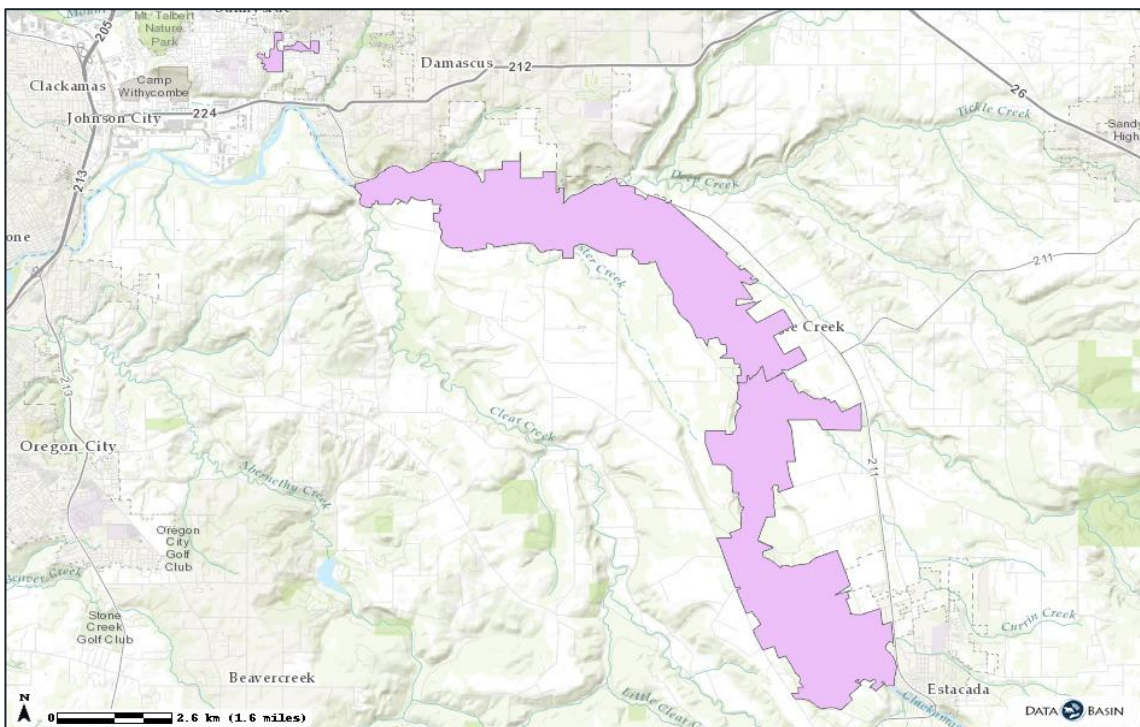 Mt. Talbert
Nature
Park
205
Clackamas
Camp
Withycombe
Johnson City
224
Damascus
212
26
Tickle Creek
Sandy
High
213
Deep Creek
211
Creek
Clear Creek
Oregon City
213
Abernethy Creek
211
Oregon
City
Golf
Club
Beaver Creek
Stone
Creek
Golf Club
Currin Creek
Beavercreek
Estacada
Little Clear C
N
0
2.6 km (1.6 miles)
DATA BASIN